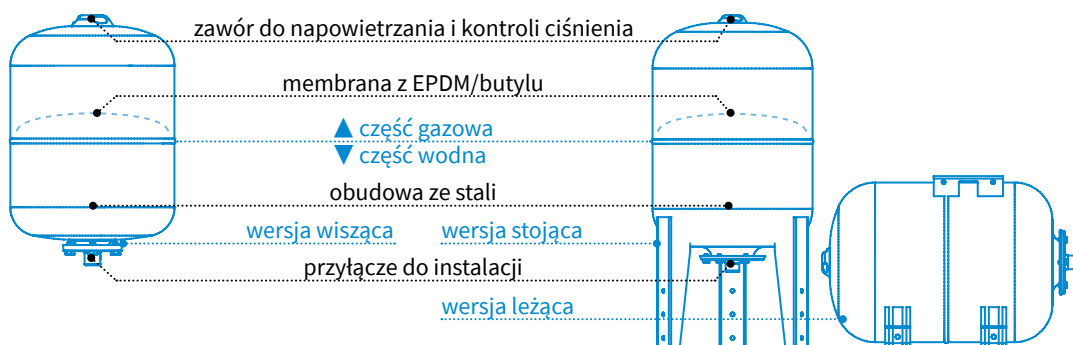 zawór do napowietrzania i kontroli ciśnienia
membrana z EPDM/butylu
▲ część gazowa
▼ część wodna
obudowa ze stali
wersja wisząca
wersja stojąca
przyłącze do instalacji
wersja leżąca